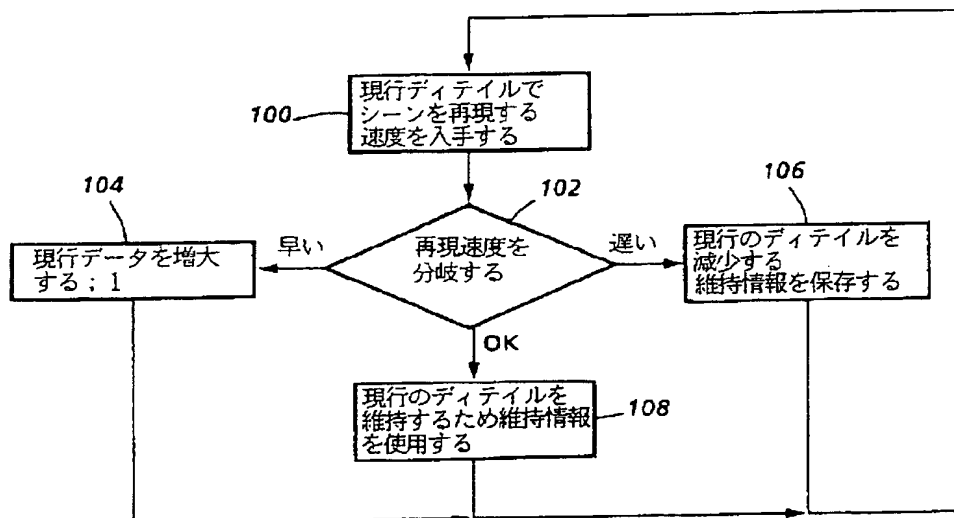 100
現行ディテイルで
シーンを再現する
速度を入手する
102
再現速度を
分岐する
早い
遅い
OK
104
現行データを増大
する；1
106
現行のディテイルを
減少する
維持情報を保存する
108
現行のディテイルを
維持するため維持情報
を使用する